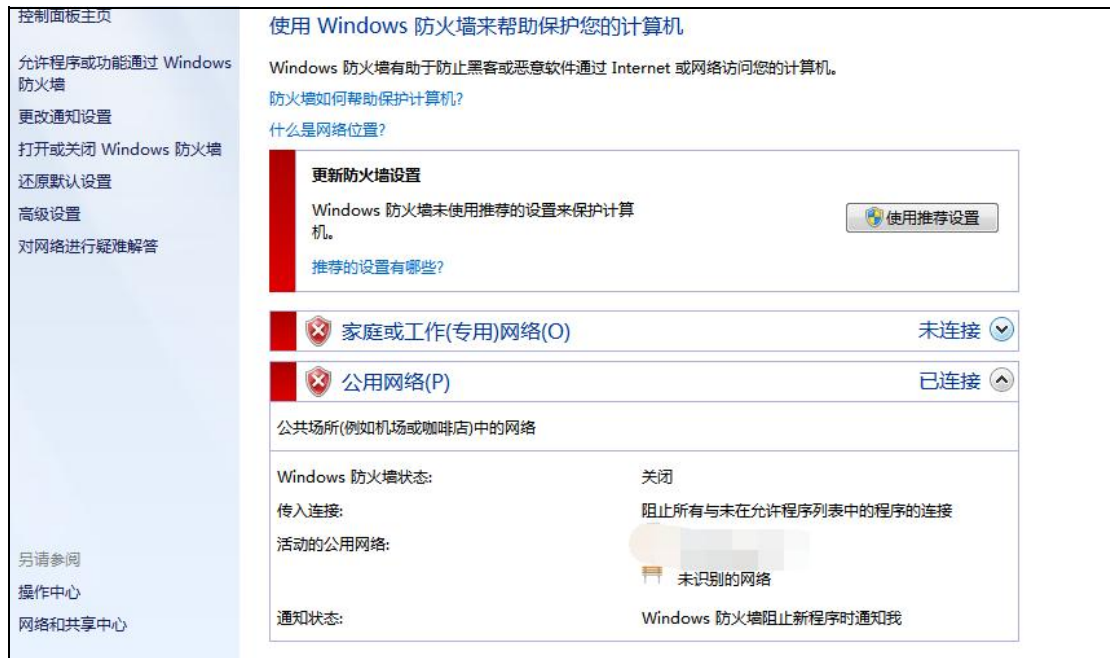 控制面板主页
允许程序或功能通过 Windows
防火墙
更改通知设置
打开或关闭 Windows 防火墙
还原默认设置
高级设置
对网络进行疑难解答
另请参阅
操作中心
网络和共享中心
使用 Windows 防火墙来帮助保护您的计算机
Windows 防火墙有助于防止黑客或恶意软件通过 Internet 或网络访问您的计算机。
防火墙如何帮助保护计算机?
什么是网络位置?
更新防火墙设置
Windows 防火墙未使用推荐的设置来保护计算
机。
使用推荐设置
推荐的设置有哪些?
家庭或工作(专用)网络(O) 未连接
公用网络(P) 已连接
公共场所(例如机场或咖啡店)中的网络
Windows 防火墙状态: 关闭
传入连接: 阻止所有与未在允许程序列表中的程序的连接
活动的公用网络:
未识别的网络
通知状态: Windows 防火墙阻止新程序时通知我